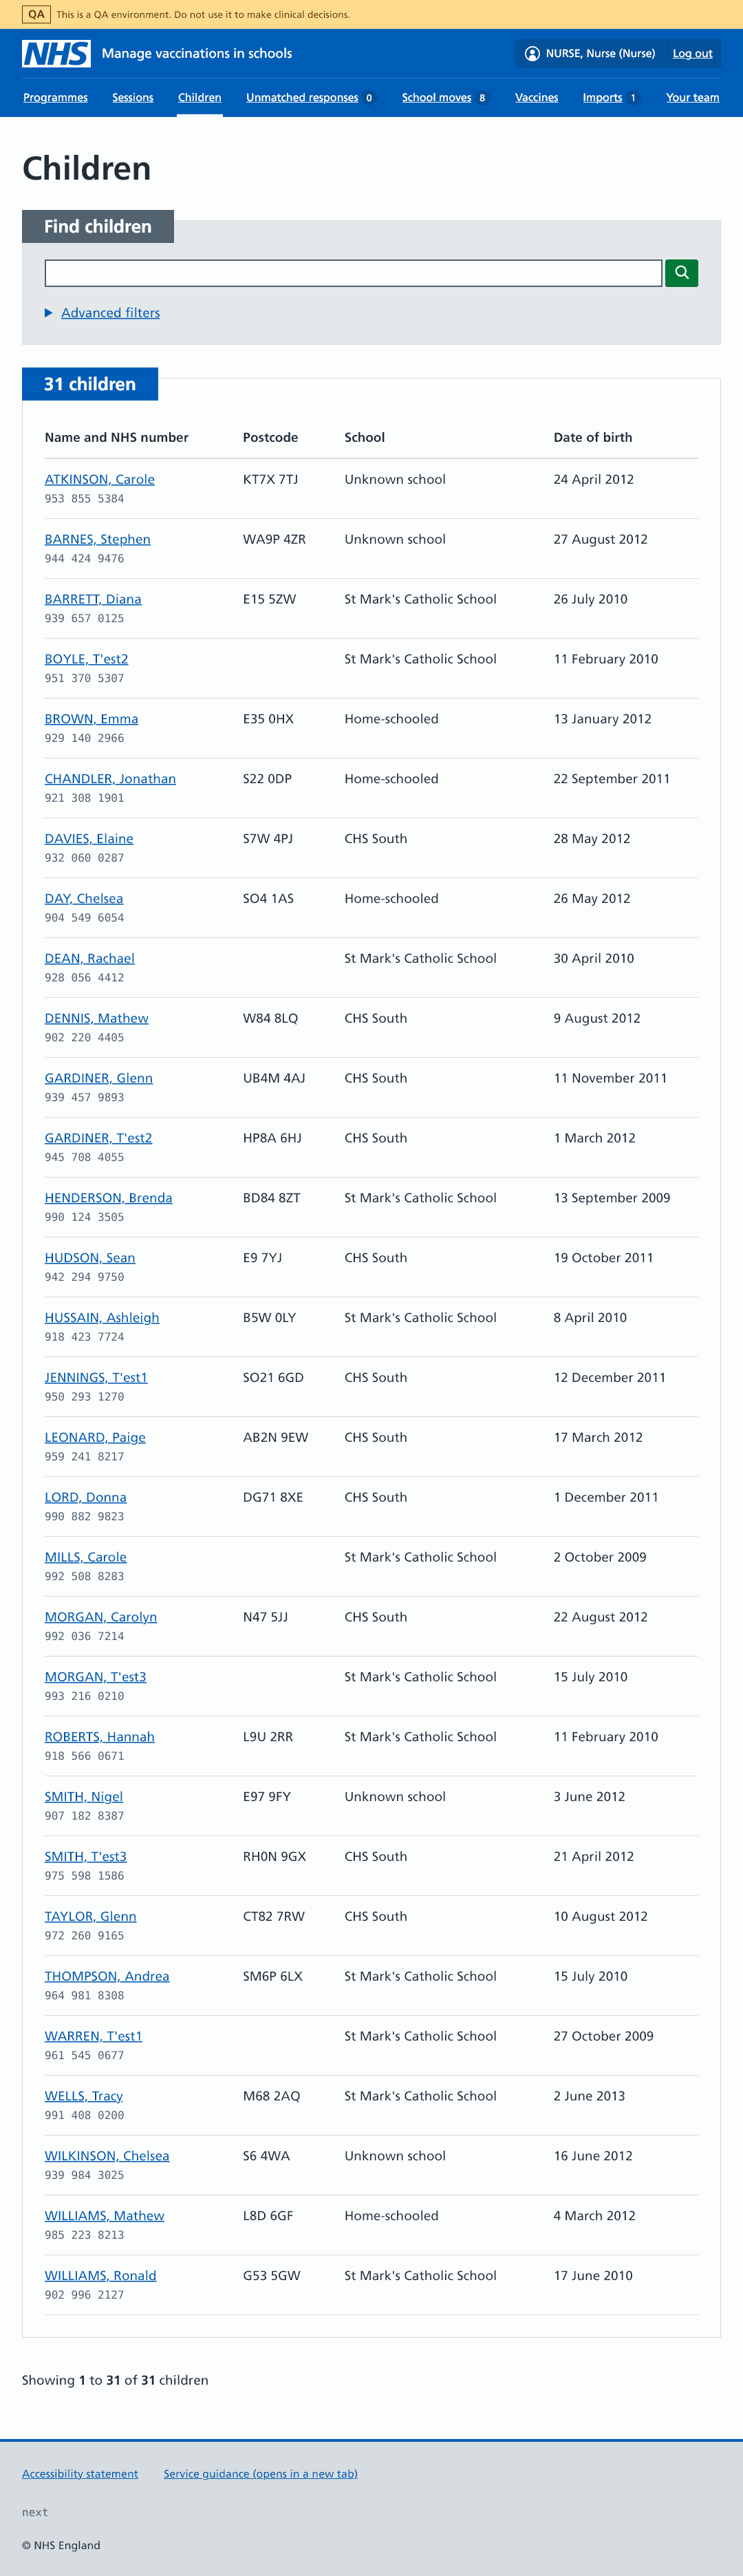 QA This is a QA environment. Do not use it to make clinical decisions.
NHS Manage vaccinations in schools NURSE, Nurse (Nurse) Log out
Programmes Sessions Children Unmatched responses 0 School moves 8 Vaccines Imports 1 Your team
Children
Find children
Advanced filters
31 children
Name and NHS number Postcode School Date of birth
ATKINSON, Carole KT7X 7TJ Unknown school 24 April 2012
953 855 5384
BARNES, Stephen WA9P 4ZR Unknown school 27 August 2012
944 424 9476
BARRETT, Diana E15 5ZW St Mark's Catholic School 26 July 2010
939 657 0125
BOYLE, T'est2 St Mark's Catholic School 11 February 2010
951 370 5307
BROWN, Emma E35 0HX Home-schooled 13 January 2012
929 140 2966
CHANDLER, Jonathan S22 0DP Home-schooled 22 September 2011
921 308 1901
DAVIES, Elaine S7W 4PJ CHS South 28 May 2012
932 060 0287
DAY, Chelsea SO4 1AS Home-schooled 26 May 2012
904 549 6054
DEAN, Rachael St Mark's Catholic School 30 April 2010
928 056 4412
DENNIS, Mathew W84 8LQ CHS South 9 August 2012
902 220 4405
GARDINER, Glenn UB4M 4AJ CHS South 11 November 2011
939 457 9893
GARDINER, T'est2 HP8A 6HJ CHS South 1 March 2012
945 708 4055
HENDERSON, Brenda BD84 8ZT St Mark's Catholic School 13 September 2009
990 124 3505
HUDSON, Sean E9 7YJ CHS South 19 October 2011
942 294 9750
HUSSAIN, Ashleigh B5W 0LY St Mark's Catholic School 8 April 2010
918 423 7724
JENNINGS, T'est1 SO21 6GD CHS South 12 December 2011
950 293 1270
LEONARD, Paige AB2N 9EW CHS South 17 March 2012
959 241 8217
LORD, Donna DG71 8XE CHS South 1 December 2011
990 882 9823
MILLS, Carole St Mark's Catholic School 2 October 2009
992 508 8283
MORGAN, Carolyn N47 5JJ CHS South 22 August 2012
992 036 7214
MORGAN, T'est3 St Mark's Catholic School 15 July 2010
993 216 0210
ROBERTS, Hannah L9U 2RR St Mark's Catholic School 11 February 2010
918 566 0671
SMITH, Nigel E97 9FY Unknown school 3 June 2012
907 182 8387
SMITH, T'est3 RH0N 9GX CHS South 21 April 2012
975 598 1586
TAYLOR, Glenn CT82 7RW CHS South 10 August 2012
972 260 9165
THOMPSON, Andrea SM6P 6LX St Mark's Catholic School 15 July 2010
964 981 8308
WARREN, T'est1 St Mark's Catholic School 27 October 2009
961 545 0677
WELLS, Tracy M68 2AQ St Mark's Catholic School 2 June 2013
991 408 0200
WILKINSON, Chelsea S6 4WA Unknown school 16 June 2012
939 984 3025
WILLIAMS, Mathew L8D 6GF Home-schooled 4 March 2012
985 223 8213
WILLIAMS, Ronald G53 5GW St Mark's Catholic School 17 June 2010
902 996 2127
Showing 1 to 31 of 31 children
Accessibility statement Service guidance (opens in a new tab)
next
© NHS England